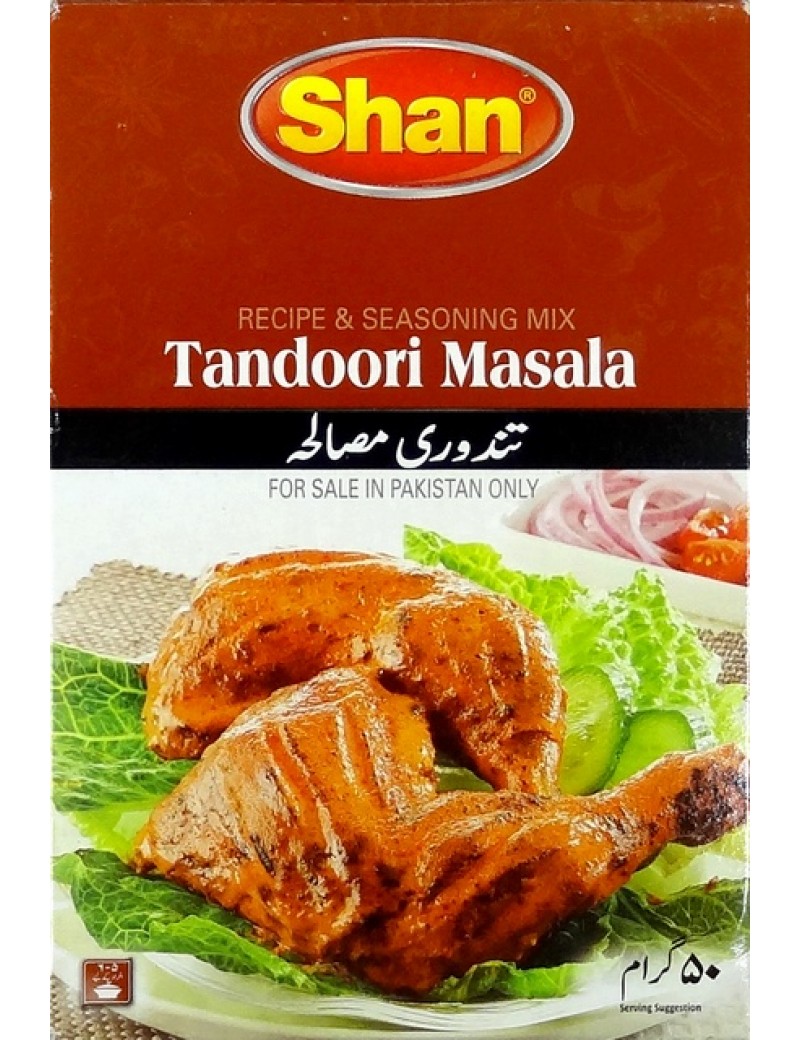 Shan®
RECIPE & SEASONING MIX
Tandoori Masala
تندوری مصالحہ
FOR SALE IN PAKISTAN ONLY
۵۰ گرام
Serving Suggestion